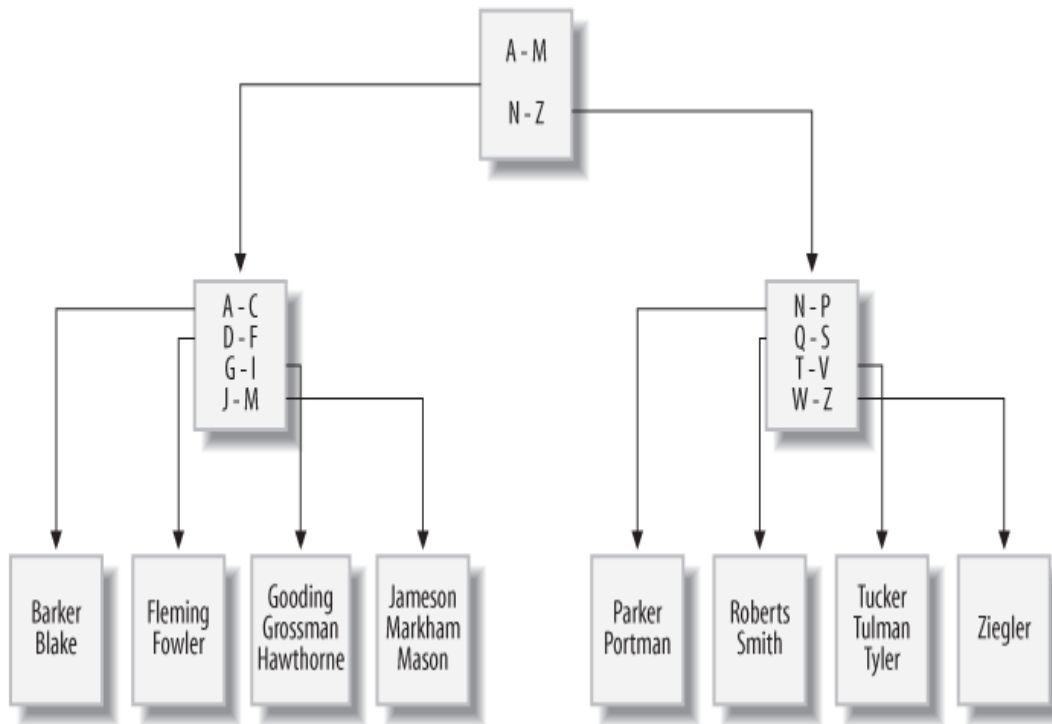 A - M
N - Z
A - C
D - F
G - I
J - M
N - P
Q - S
T - V
W - Z
Barker
Blake
Fleming
Fowler
Gooding
Grossman
Hawthorne
Jameson
Markham
Mason
Parker
Portman
Roberts
Smith
Tucker
Tulman
Tyler
Ziegler